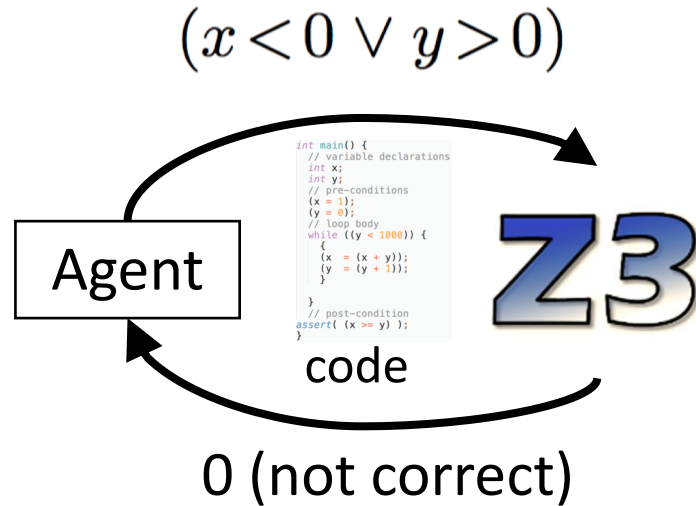 (x < 0 ∨ y > 0)
int main() {
// variable declarations
int x;
int y;
// pre-conditions
(x = 1);
(y = 0);
// loop body
while ((y < 1000)) {
{
(x  = (x + y));
(y  = (y + 1));
}
}
// post-condition
assert( (x >= y) );
}
Agent
Z3
code
0 (not correct)